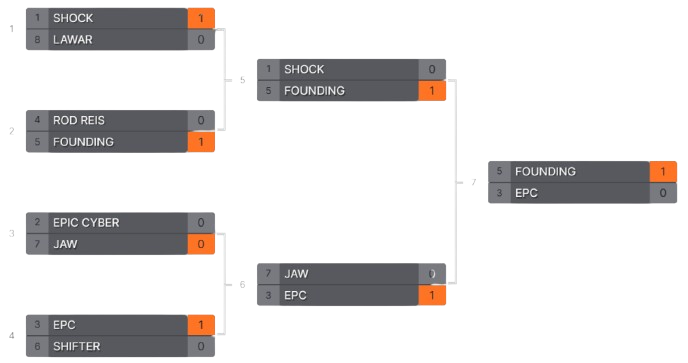 1
1 SHOCK 1
8 LAWAR 0
2
4 ROD REIS 0
5 FOUNDING 1
3
2 EPIC CYBER 0
7 JAW 0
4
3 EPC 1
6 SHIFTER 0
5
1 SHOCK 0
5 FOUNDING 1
6
7 JAW 0
3 EPC 1
7
5 FOUNDING 1
3 EPC 0